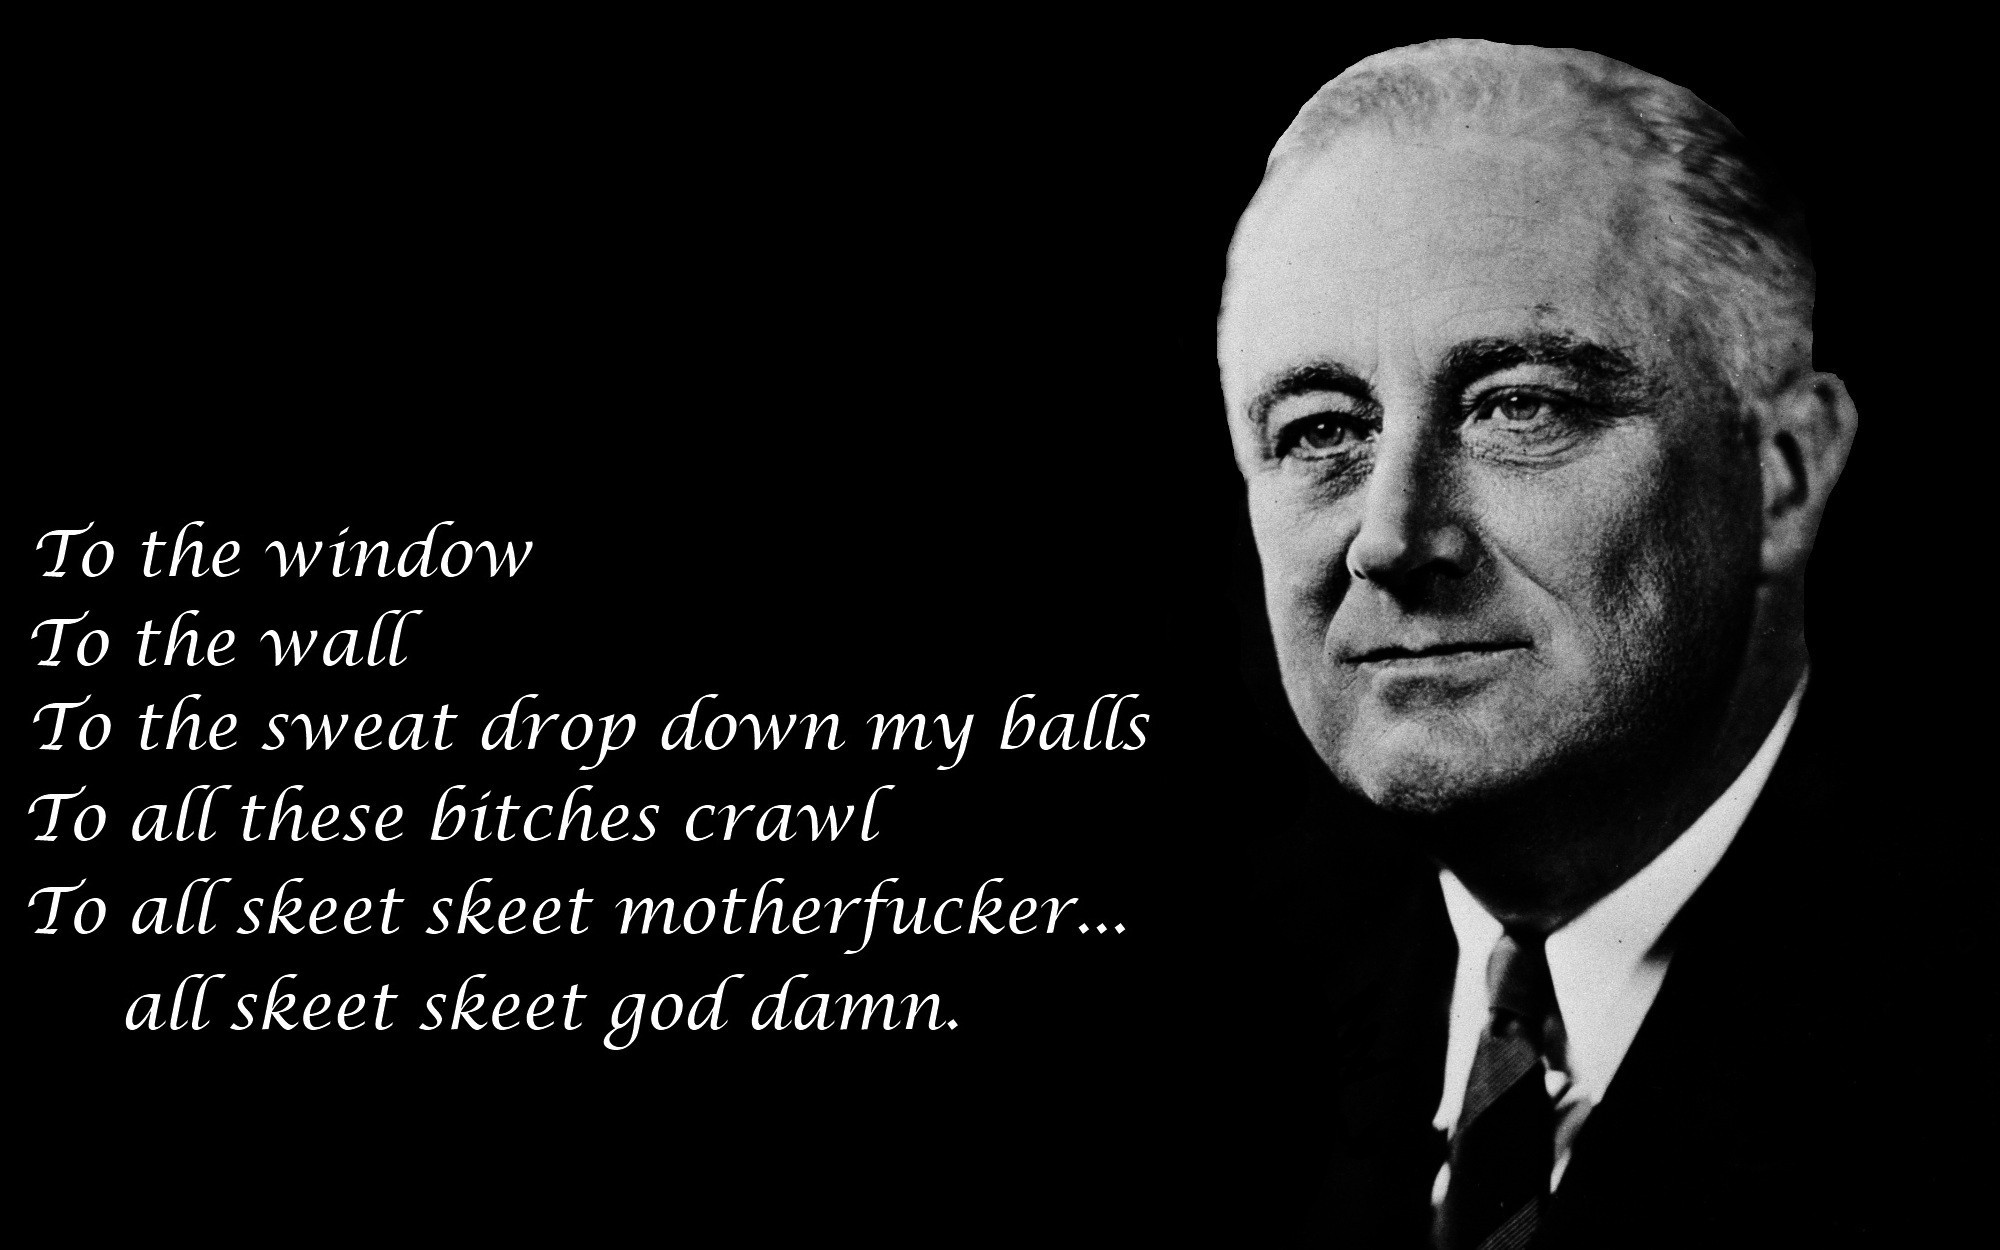 To the window
To the wall
To the sweat drop down my balls
To all these bitches crawl
To all skeet skeet motherfucker...
all skeet skeet god damn.